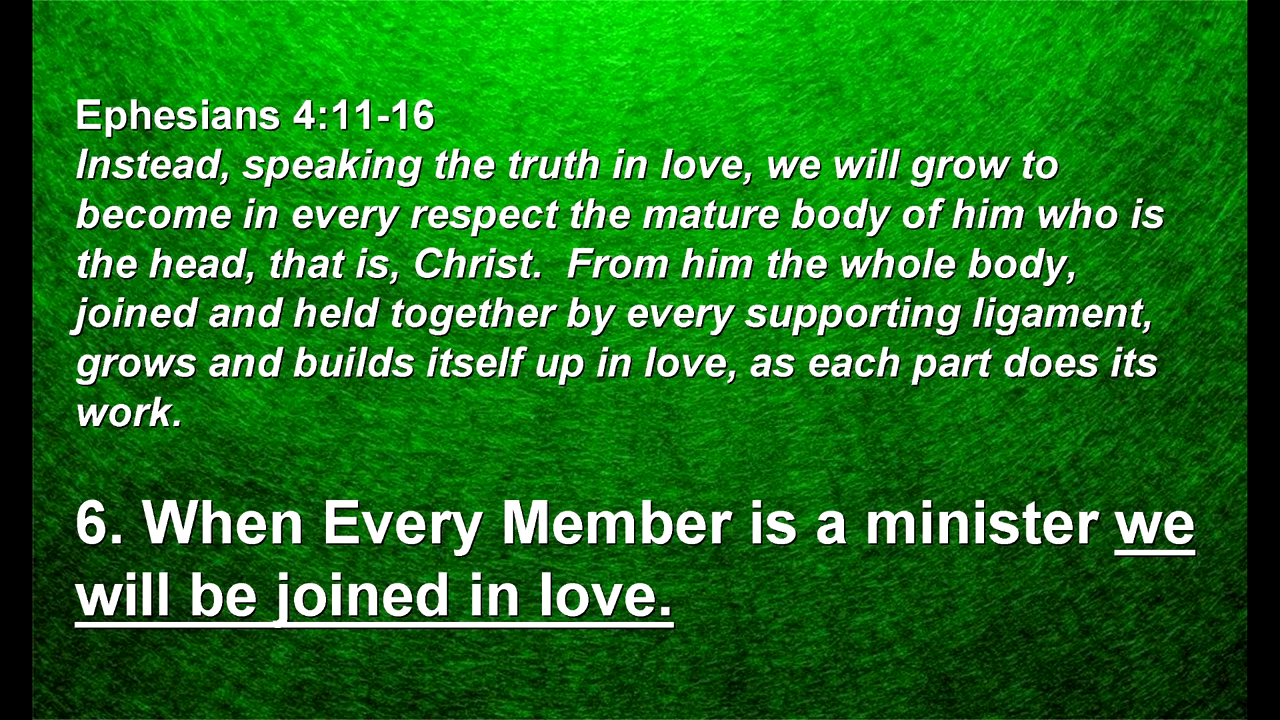 Ephesians 4:11-16
Instead, speaking the truth in love, we will grow to
become in every respect the mature body of him who is
the head, that is, Christ.  From him the whole body,
joined and held together by every supporting ligament,
grows and builds itself up in love, as each part does its
work.
6. When Every Member is a minister we
will be joined in love.